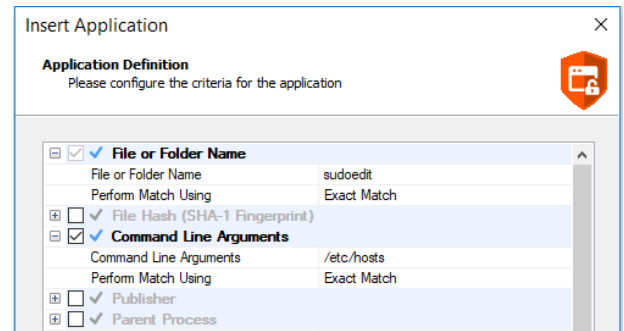 Insert Application
Application Definition
Please configure the criteria for the application
File or Folder Name
File or Folder Name sudoedit
Perform Match Using Exact Match
File Hash (SHA-1 Fingerprint)
Command Line Arguments
Command Line Arguments /etc/hosts
Perform Match Using Exact Match
Publisher
Parent Process